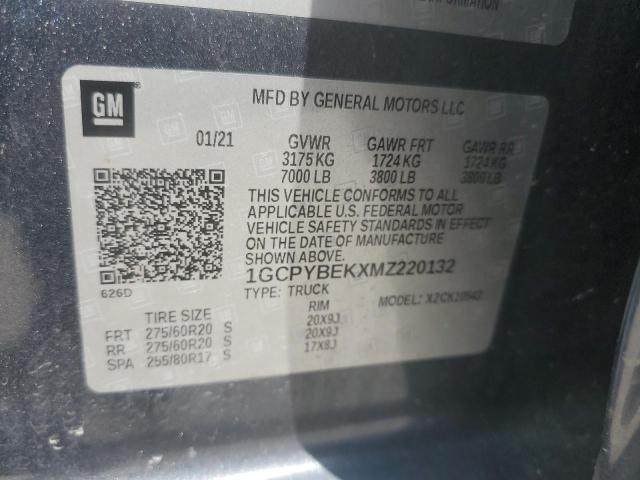 INFORMATION
GM
MFD BY GENERAL MOTORS LLC
01/21 GVWR GAWR FRT GAWR RR
3175 KG 1724 KG 1724 KG
7000 LB 3800 LB 3800 LB
THIS VEHICLE CONFORMS TO ALL
APPLICABLE U.S. FEDERAL MOTOR
VEHICLE SAFETY STANDARDS IN EFFECT
ON THE DATE OF MANUFACTURE
SHOWN ABOVE.
1GCPYBEKXMZ220132
626D
TYPE: TRUCK MODEL:
TIRE SIZE RIM
FRT 275/60R20 S 20X9J
RR 275/60R20 S 20X9J
SPA 255/80R17 S 17X8J